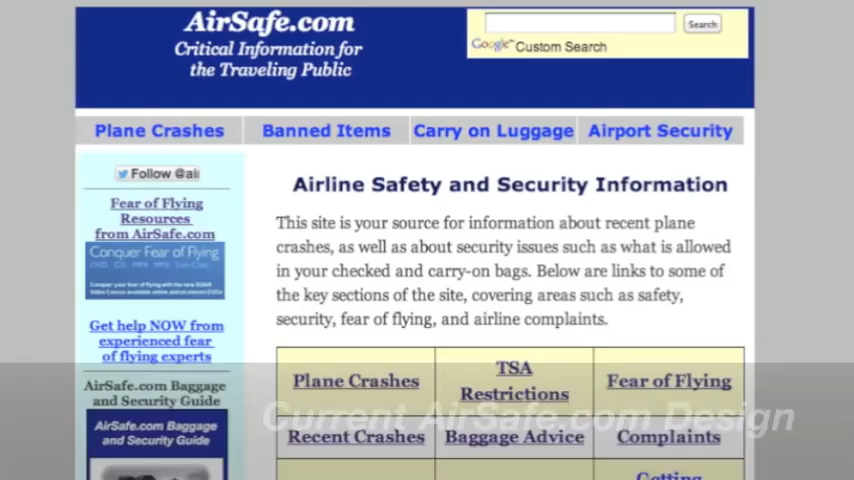 AirSafe.com
Critical Information for
the Traveling Public
Search
Google™ Custom Search
Plane Crashes
Banned Items
Carry on Luggage
Airport Security
Follow @ai
Fear of Flying
Resources
from AirSafe.com
Conquer Fear of Flying
Get help NOW from
experienced fear
of flying experts
AirSafe.com Baggage
and Security Guide
AirSafe.com Baggage
and Security Guide
Airline Safety and Security Information
This site is your source for information about recent plane
crashes, as well as about security issues such as what is allowed
in your checked and carry-on bags. Below are links to some of
the key sections of the site, covering areas such as safety,
security, fear of flying, and airline complaints.
Plane Crashes
TSA
Restrictions
Fear of Flying
Current AirSafe.com Design
Recent Crashes
Baggage Advice
Complaints
Getting